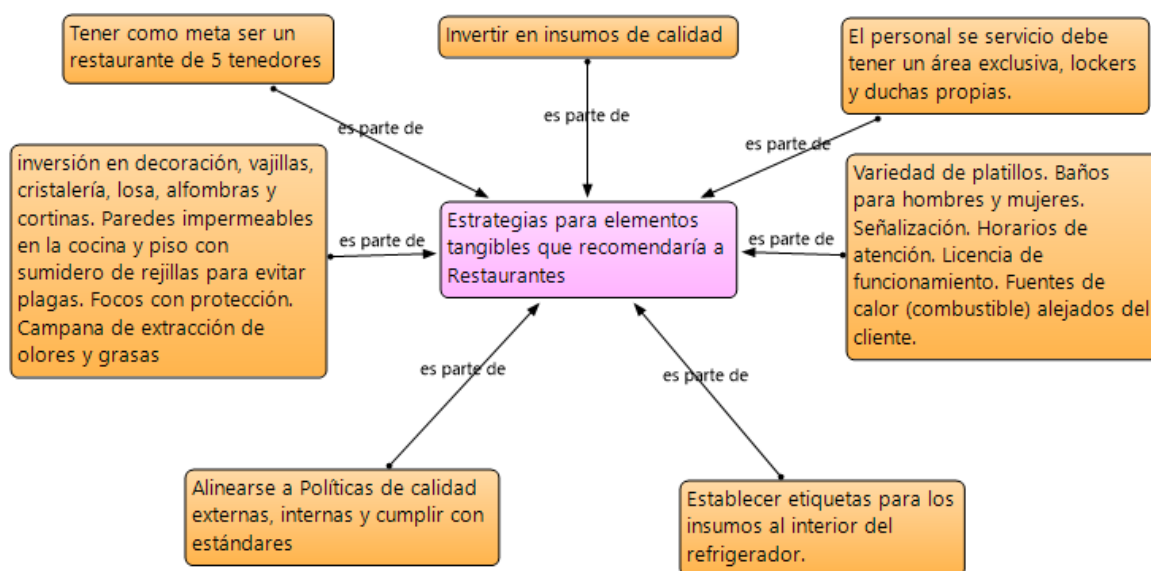 Tener como meta ser un
restaurante de 5 tenedores
Invertir en insumos de calidad
El personal se servicio debe
tener un área exclusiva, lockers
y duchas propias.
es parte de
es parte de
es parte de
inversión en decoración, vajillas,
cristalería, losa, alfombras y
cortinas. Paredes impermeables
en la cocina y piso con
sumidero de rejillas para evitar
plagas. Focos con protección.
Campana de extracción de
olores y grasas
es parte de
Estrategias para elementos
tangibles que recomendaría a
Restaurantes
es parte de
Variedad de platillos. Baños
para hombres y mujeres.
Señalización. Horarios de
atención. Licencia de
funcionamiento. Fuentes de
calor (combustible) alejados del
cliente.
es parte de
es parte de
Alinearse a Políticas de calidad
externas, internas y cumplir con
estándares
Establecer etiquetas para los
insumos al interior del
refrigerador.